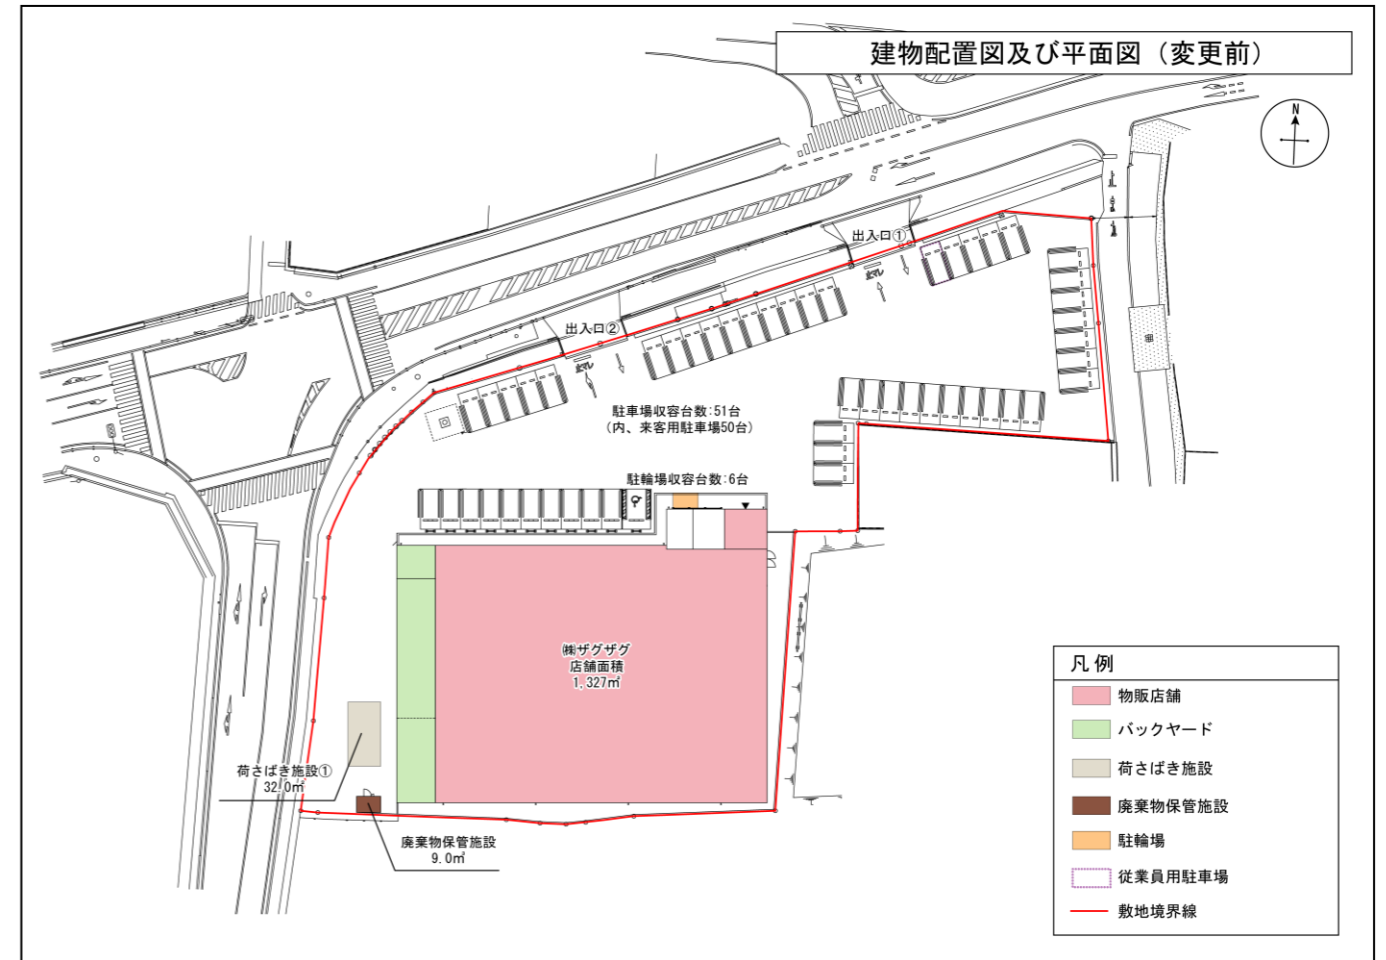 建物配置図及び平面図（変更前）
N
出入口①
出入口②
止マレ
止マレ
駐車場収容台数:51台
（内、来客用駐車場50台）
駐輪場収容台数:6台
㈱ザグザグ
店舗面積
1,327㎡
荷さばき施設①
32.0㎡
廃棄物保管施設
9.0㎡
凡例
物販店舗
バックヤード
荷さばき施設
廃棄物保管施設
駐輪場
従業員用駐車場
敷地境界線